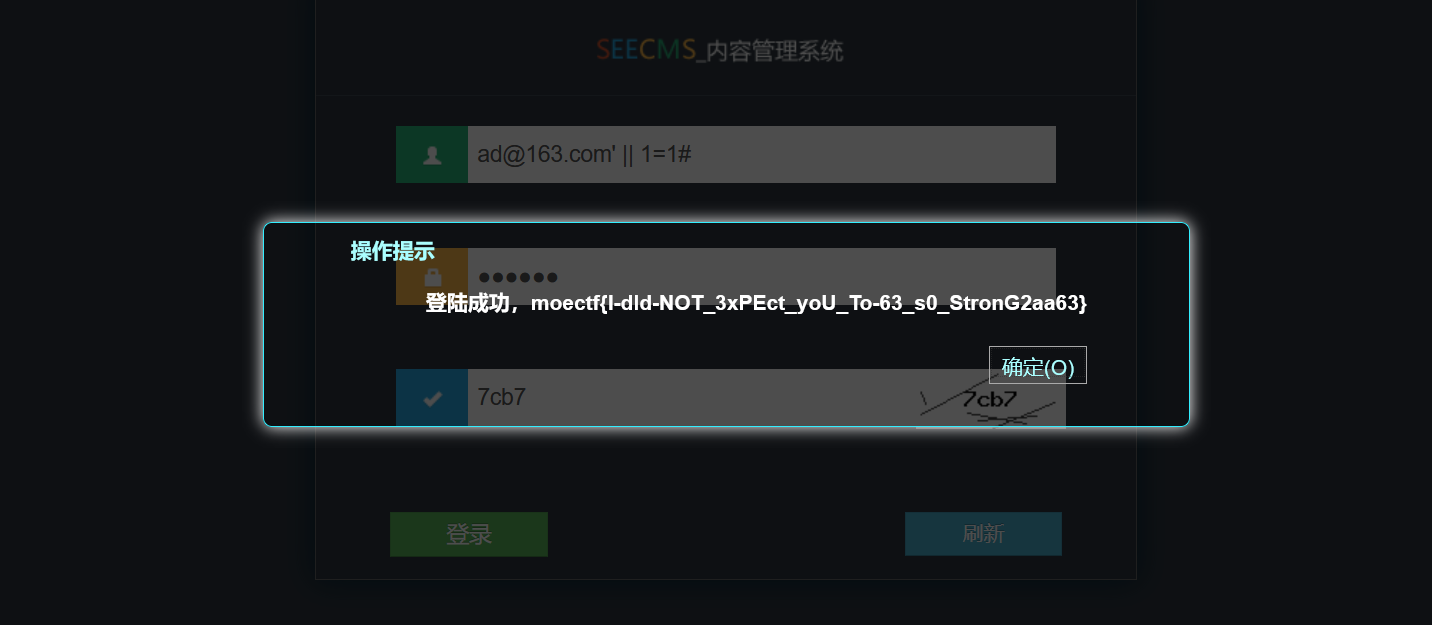 SEECMS_内容管理系统
ad@163.com' || 1=1#
操作提示
●●●●●●
登陆成功，moectf{I-dId-NOT_3xPEct_yoU_To-63_s0_StronG2aa63}
确定(O)
7cb7
7cb7
登录
刷新